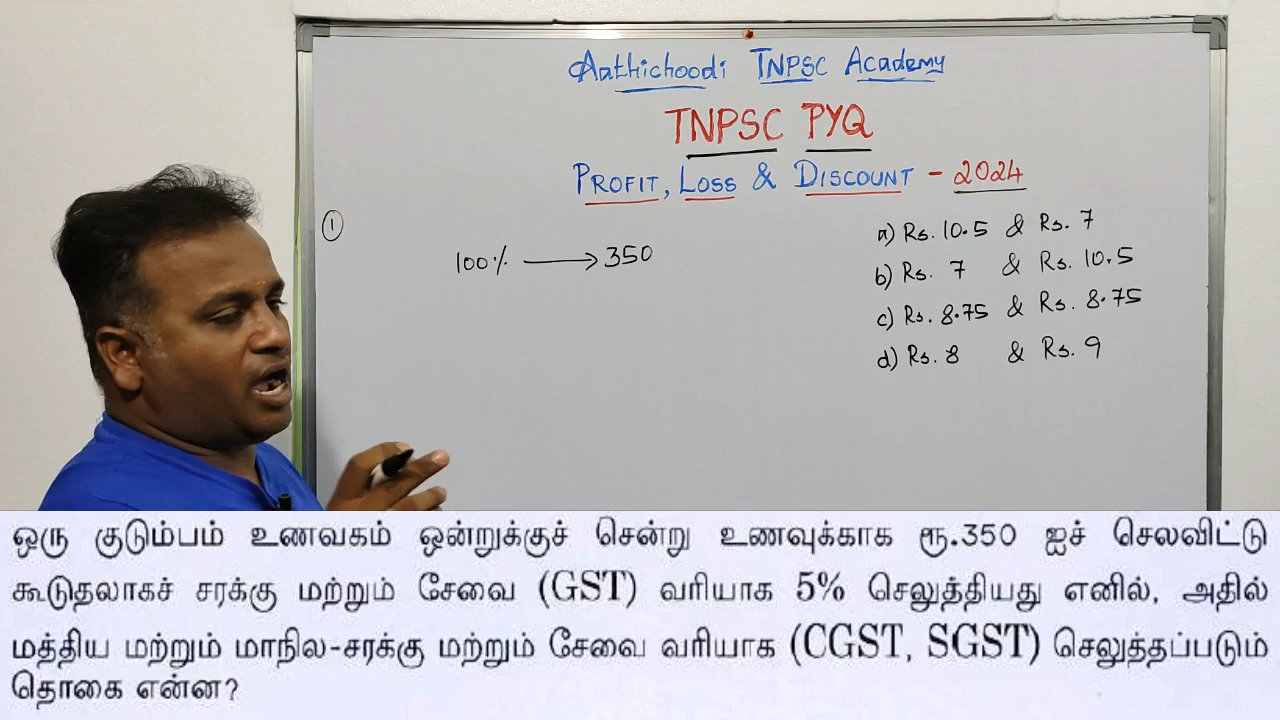 Aathichoodi TNPSC Academy
TNPSC PYQ
PROFIT, LOSS & DISCOUNT - 2024
1
100% → 350
a) Rs. 10.5 & Rs. 7
b) Rs. 7 & Rs. 10.5
c) Rs. 8.75 & Rs. 8.75
d) Rs. 8 & Rs. 9
ஒரு குடும்பம் உணவகம் ஒன்றுக்குச் சென்று உணவுக்காக ரூ.350 ஐச் செலவிட்டு
கூடுதலாகச் சரக்கு மற்றும் சேவை (GST) வரியாக 5% செலுத்தியது எனில், அதில்
மத்திய மற்றும் மாநில-சரக்கு மற்றும் சேவை வரியாக (CGST, SGST) செலுத்தப்படும்
தொகை என்ன?